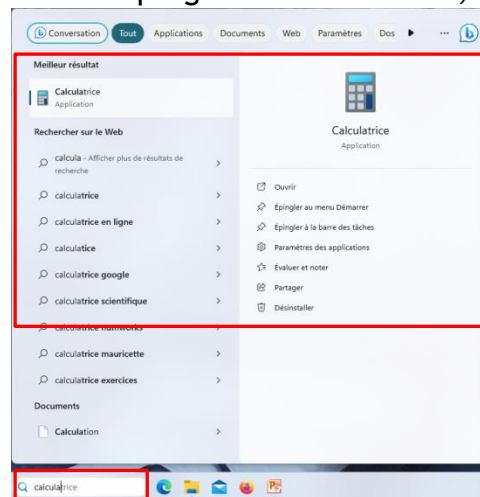 Conversation Tout Applications Documents Web Paramètres Dos ...
Meilleur résultat
Calculatrice
Application
Rechercher sur le Web
calcula - Afficher plus de résultats de
recherche
calculatrice
calculatrice en ligne
calculatice
calculatrice google
calculatrice scientifique
calculatrice numworks
calculatrice mauricette
calculatrice exercices
Documents
Calculation
Calculatrice
Application
Ouvrir
Épingler au menu Démarrer
Épingler à la barre des tâches
Paramètres des applications
Évaluer et noter
Partager
Désinstaller
calculatrice